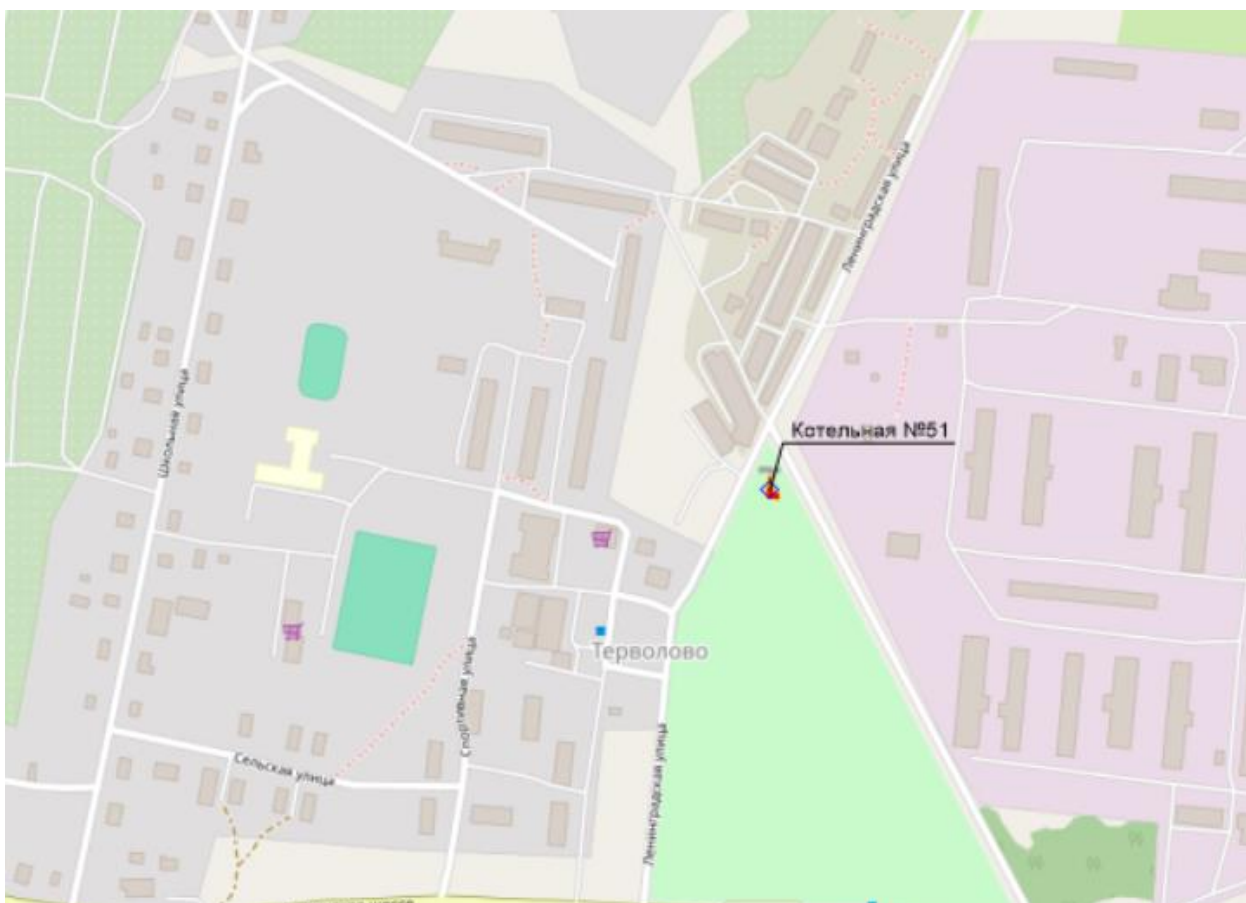 Ленинградская улица
Школьная улица
Котельная №51
Терволово
Спортивная улица
Сельская улица
Ленинградская улица